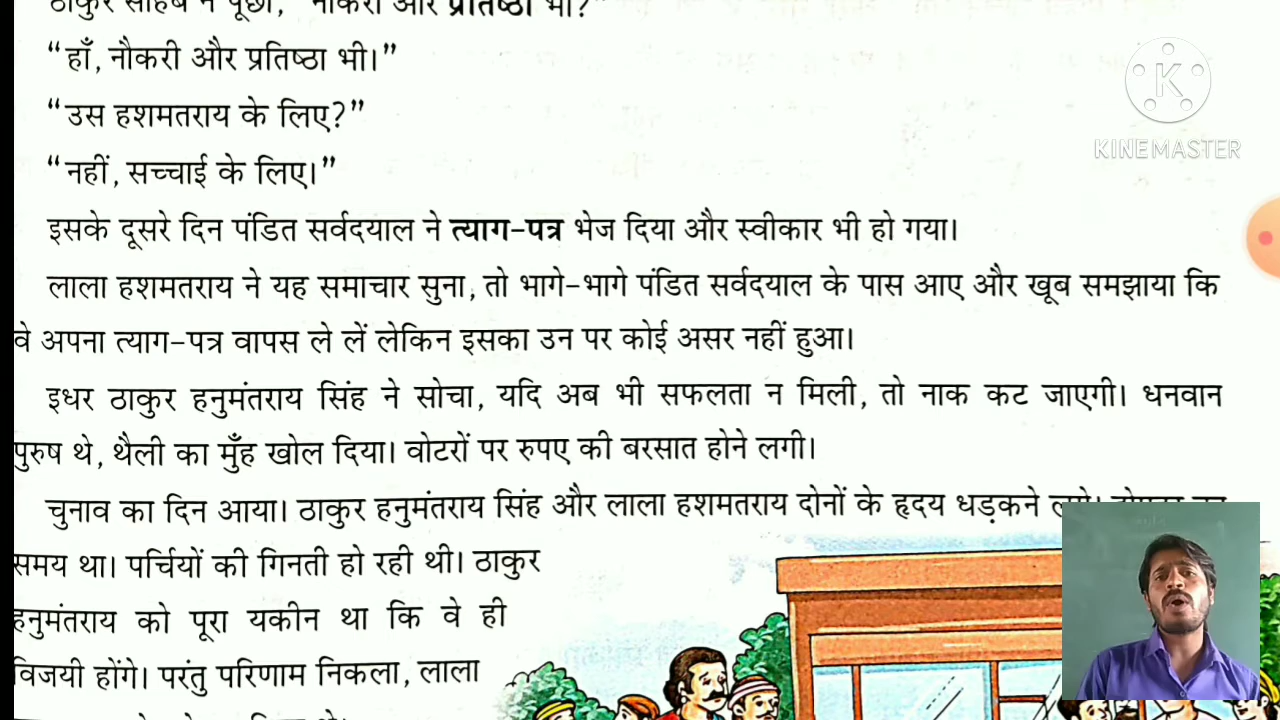 ठाकुर साहब ने पूछा, "नौकरी और प्रतिष्ठा भी?"
"हाँ, नौकरी और प्रतिष्ठा भी।"
"उस हशमतराय के लिए?"
"नहीं, सच्चाई के लिए।"
KINEMASTER
इसके दूसरे दिन पंडित सर्वदयाल ने त्याग-पत्र भेज दिया और स्वीकार भी हो गया।
लाला हशमतराय ने यह समाचार सुना, तो भागे-भागे पंडित सर्वदयाल के पास आए और खूब समझाया कि
वे अपना त्याग-पत्र वापस ले लें लेकिन इसका उन पर कोई असर नहीं हुआ।
इधर ठाकुर हनुमंतराय सिंह ने सोचा, यदि अब भी सफलता न मिली, तो नाक कट जाएगी। धनवान
पुरुष थे, थैली का मुँह खोल दिया। वोटरों पर रुपए की बरसात होने लगी।
चुनाव का दिन आया। ठाकुर हनुमंतराय सिंह और लाला हशमतराय दोनों के हृदय धड़कने
समय था। पर्चियों की गिनती हो रही थी। ठाकुर
हनुमंतराय को पूरा यकीन था कि वे ही
विजयी होंगे। परंतु परिणाम निकला, लाला